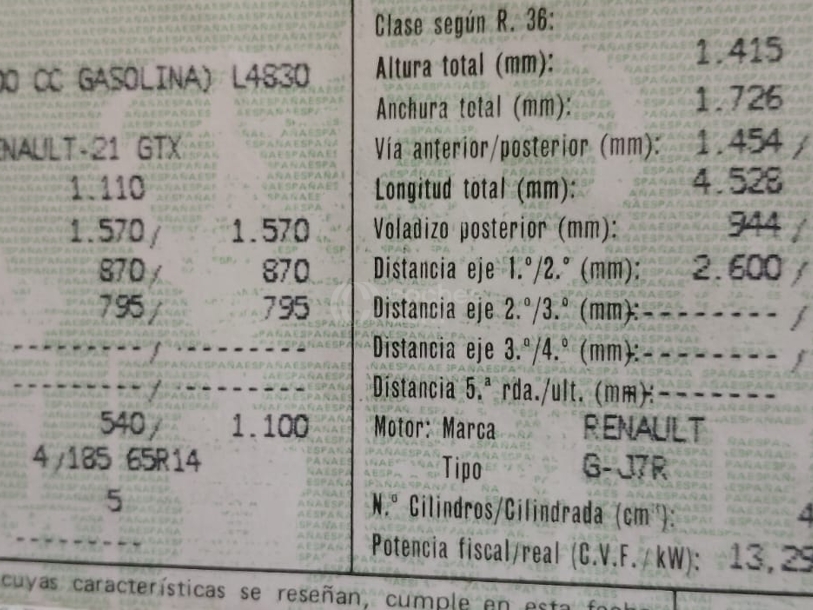 Clase según R. 36:
00 CC GASOLINA) L4830 Altura total (mm): 1.415
Anchura total (mm): 1.726
ENAULT-21 GTX Vía anterior/posterior (mm): 1.454 /
1.110 Longitud total (mm): 4.528
1.570/ 1.570 Voladizo posterior (mm): 944 /
870/ 870 Distancia eje 1.º/2.º (mm): 2.600 /
795/ 795 Distancia eje 2.º/3.º (mm):--------- /
---------/--------- Distancia eje 3.º/4.º (mm):--------- /
---------/--------- Distancia 5.ª rda./ult. (mm):-------
540/ 1.100 Motor: Marca RENAULT
4/185 65R14 Tipo G-J7R
5 N.º Cilindros/Cilindrada (cm³): 4
--------- Potencia fiscal/real (C.V.F./kW): 13,29
cuyas características se reseñan, cumple en esta fecha